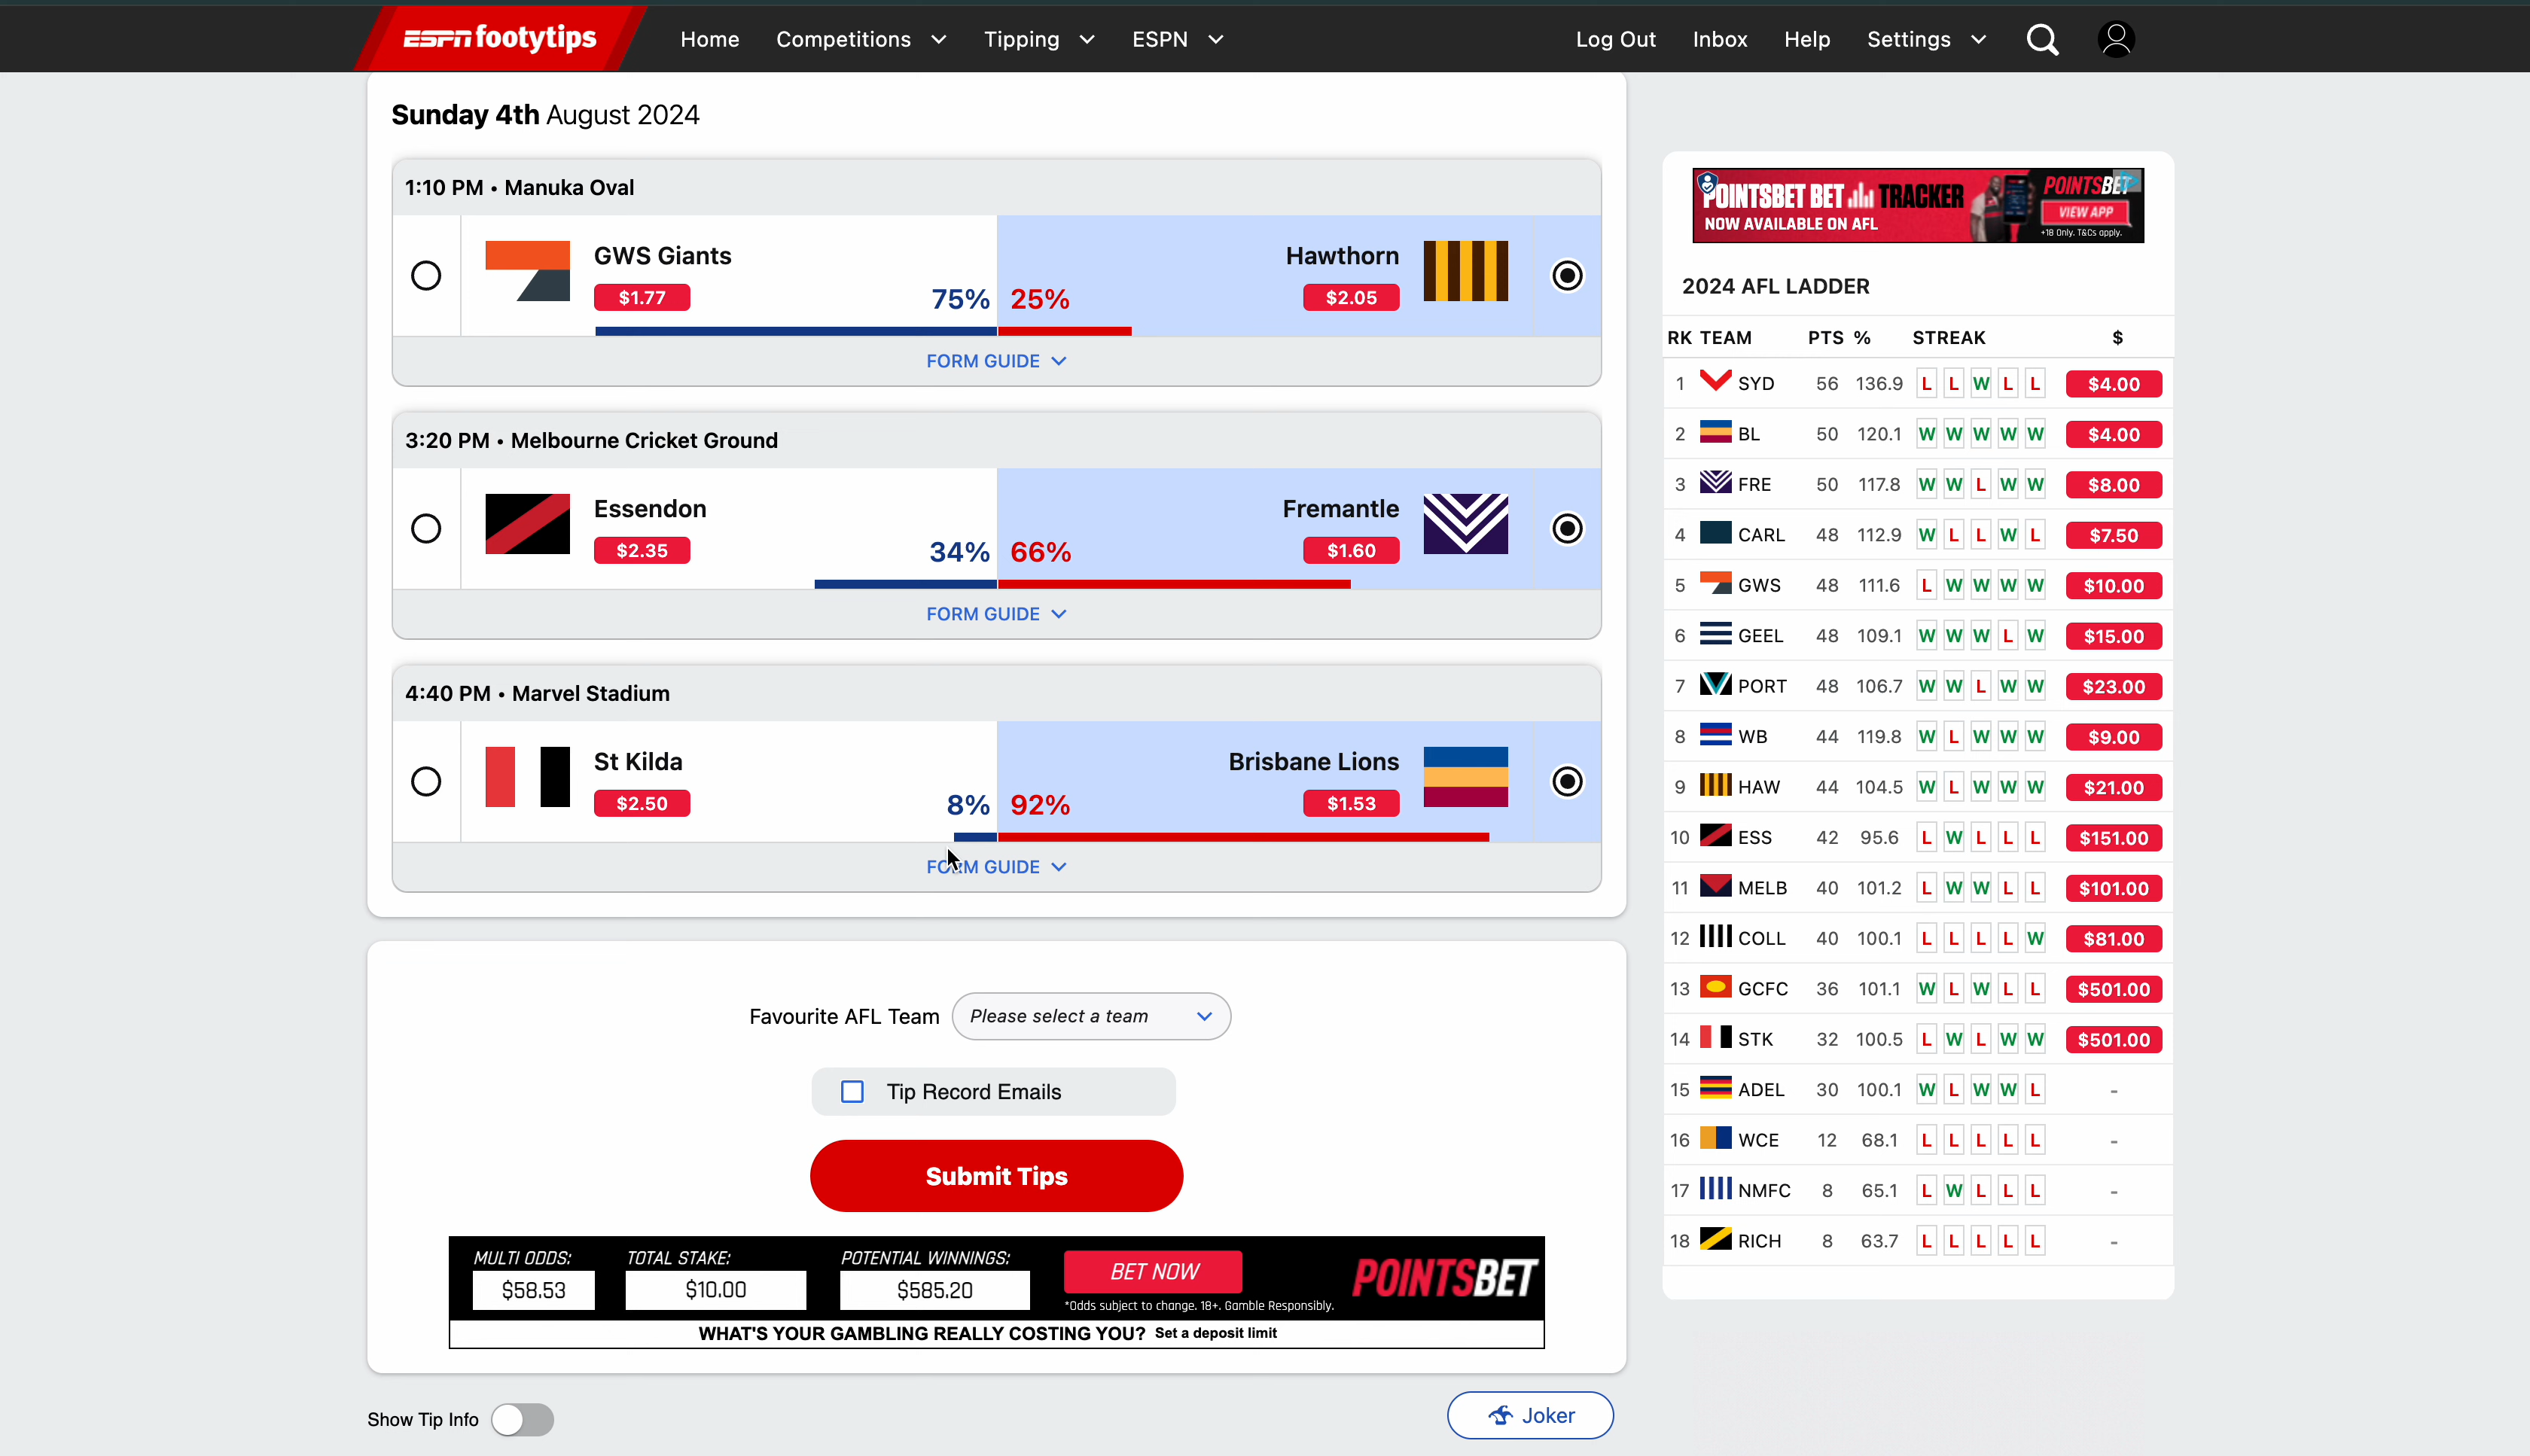 ESPN footytips Home Competitions Tipping ESPN Log Out Inbox Help Settings
Sunday 4th August 2024
1:10 PM • Manuka Oval
GWS Giants Hawthorn
$1.77 75% 25% $2.05
FORM GUIDE
3:20 PM • Melbourne Cricket Ground
Essendon Fremantle
$2.35 34% 66% $1.60
FORM GUIDE
4:40 PM • Marvel Stadium
St Kilda Brisbane Lions
$2.50 8% 92% $1.53
FORM GUIDE
Favourite AFL Team Please select a team
Tip Record Emails
Submit Tips
MULTI ODDS: TOTAL STAKE: POTENTIAL WINNINGS: BET NOW POINTSBET
$58.53 $10.00 $585.20
*Odds subject to change. 18+. Gamble Responsibly.
WHAT'S YOUR GAMBLING REALLY COSTING YOU? Set a deposit limit
Show Tip Info Joker
POINTSBET BET TRACKER POINTSBET
NOW AVAILABLE ON AFL VIEW APP
+18 Only. T&Cs apply.
2024 AFL LADDER
RK TEAM PTS % STREAK $
1 SYD 56 136.9 L L W L L $4.00
2 BL 50 120.1 W W W W W $4.00
3 FRE 50 117.8 W W L W W $8.00
4 CARL 48 112.9 W L L W L $7.50
5 GWS 48 111.6 L W W W W $10.00
6 GEEL 48 109.1 W W W L W $15.00
7 PORT 48 106.7 W W L W W $23.00
8 WB 44 119.8 W L W W W $9.00
9 HAW 44 104.5 W L W W W $21.00
10 ESS 42 95.6 L W L L L $151.00
11 MELB 40 101.2 L W W L L $101.00
12 COLL 40 100.1 L L L L W $81.00
13 GCFC 36 101.1 W L W L L $501.00
14 STK 32 100.5 L W L W W $501.00
15 ADEL 30 100.1 W L W W L -
16 WCE 12 68.1 L L L L L -
17 NMFC 8 65.1 L W L L L -
18 RICH 8 63.7 L L L L L -